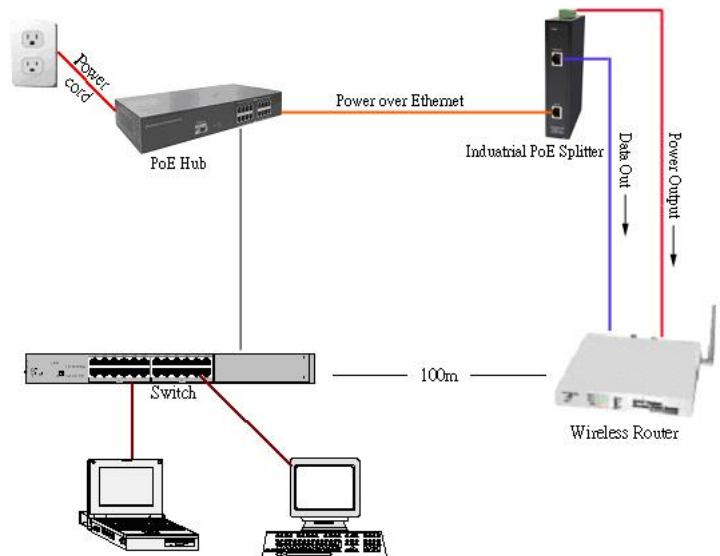 Power
cord
PoE Hub
Power over Ethernet
Induatrial PoE Splitter
Data Out
Power Output
Switch
100m
Wireless Router